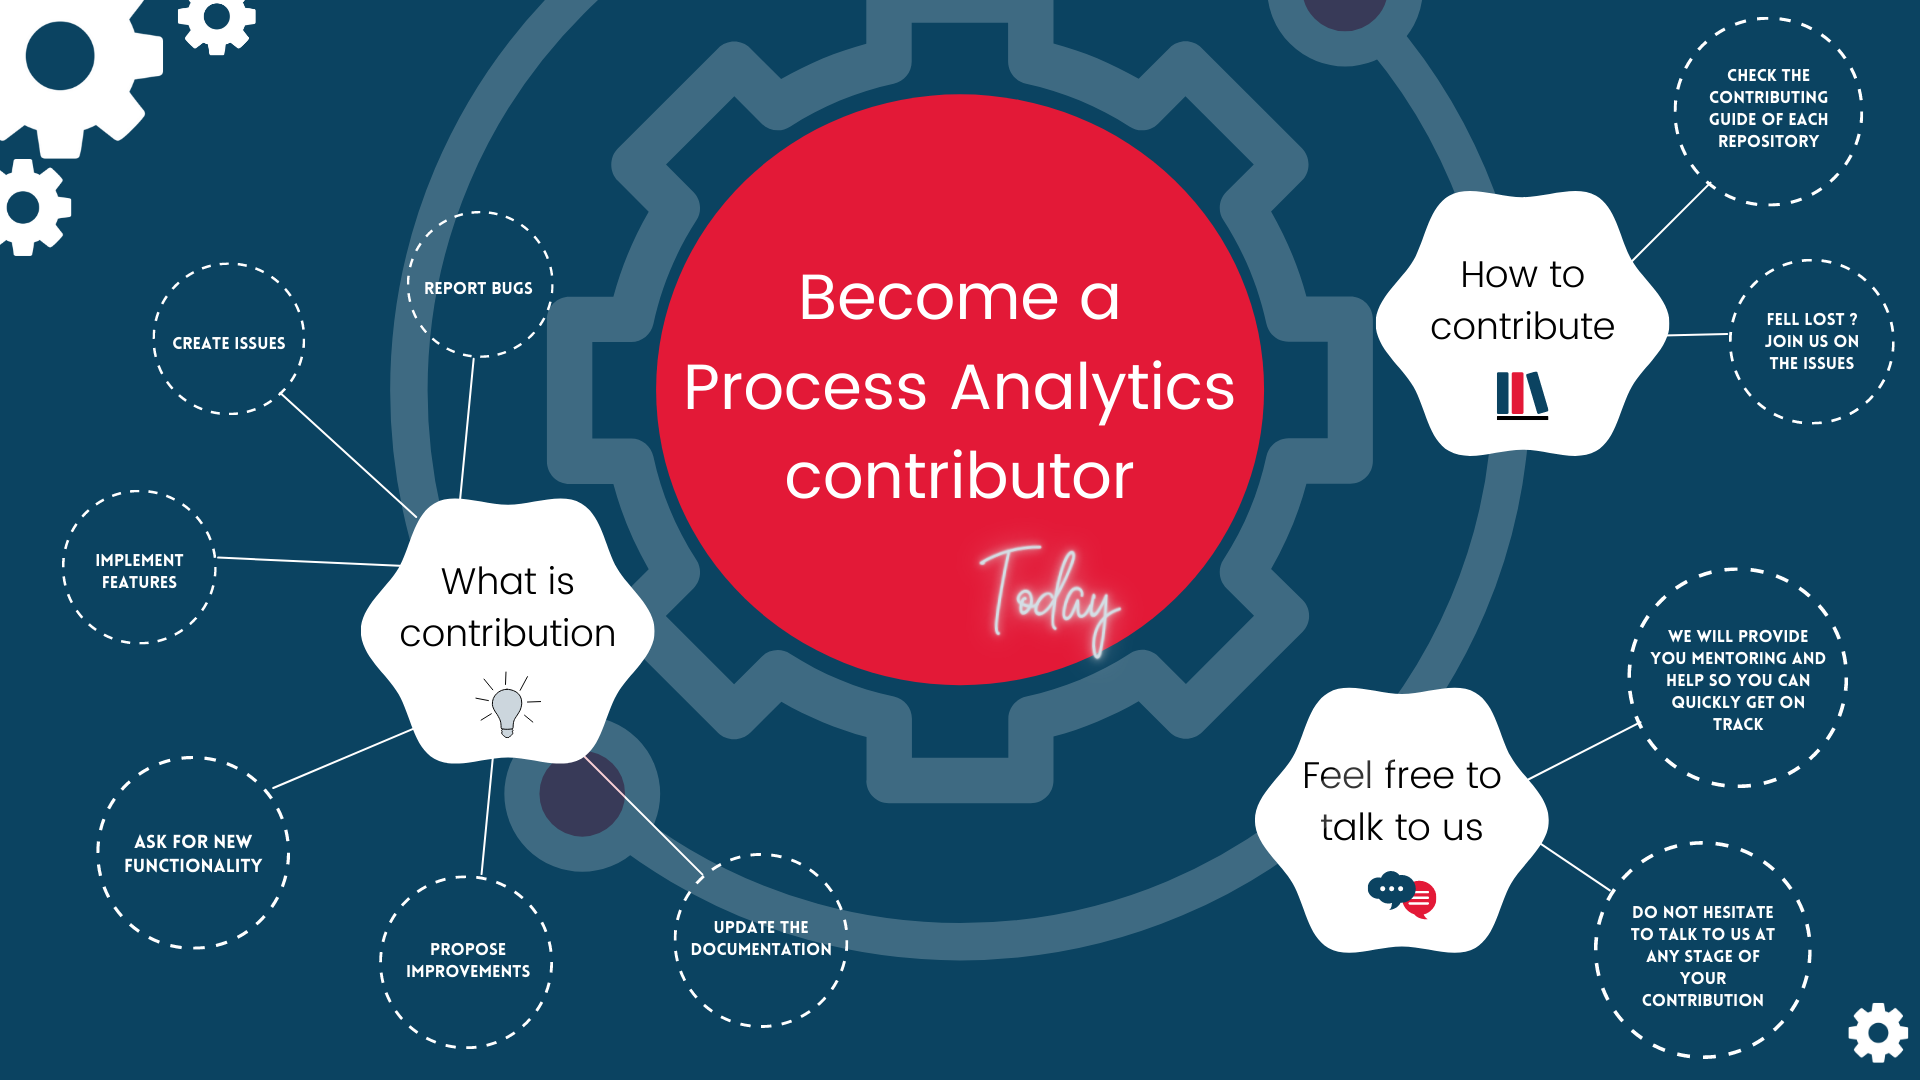 Become a
Process Analytics
contributor
Today
What is
contribution
REPORT BUGS
CREATE ISSUES
IMPLEMENT
FEATURES
ASK FOR NEW
FUNCTIONALITY
PROPOSE
IMPROVEMENTS
UPDATE THE
DOCUMENTATION
How to
contribute
CHECK THE
CONTRIBUTING
GUIDE OF EACH
REPOSITORY
FELL LOST ?
JOIN US ON
THE ISSUES
Feel free to
talk to us
WE WILL PROVIDE
YOU MENTORING AND
HELP SO YOU CAN
QUICKLY GET ON
TRACK
DO NOT HESITATE
TO TALK TO US AT
ANY STAGE OF
YOUR
CONTRIBUTION